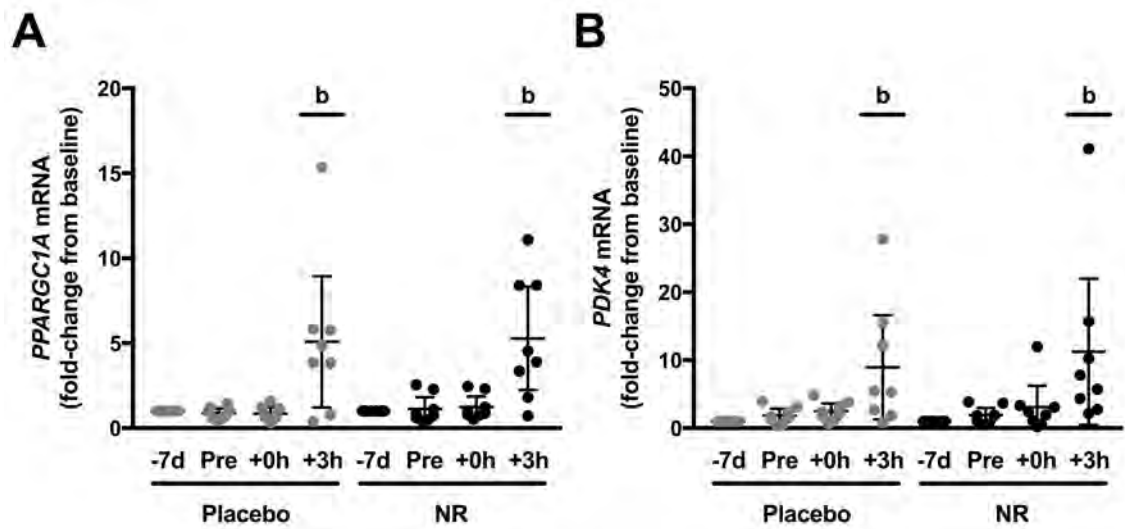 A
PPARGC1A mRNA
(fold-change from baseline)
20
15
10
5
0
b
b
-7d Pre +0h +3h -7d Pre +0h +3h
Placebo NR
B
PDK4 mRNA
(fold-change from baseline)
50
40
30
20
10
0
b
b
-7d Pre +0h +3h -7d Pre +0h +3h
Placebo NR